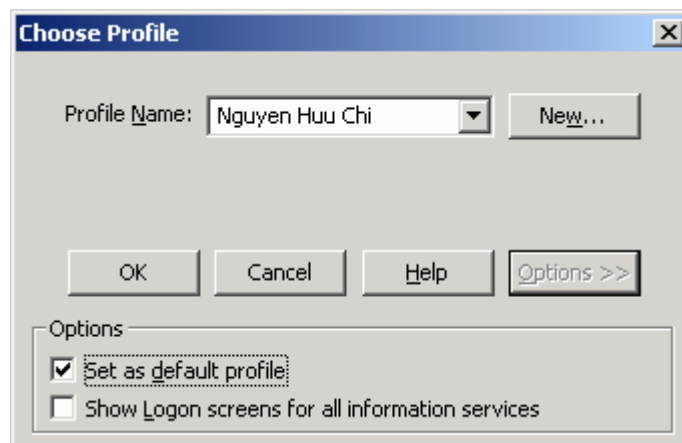 Choose Profile
Profile Name: Nguyen Huu Chi New...
OK Cancel Help Options >>
Options
Set as default profile
Show Logon screens for all information services